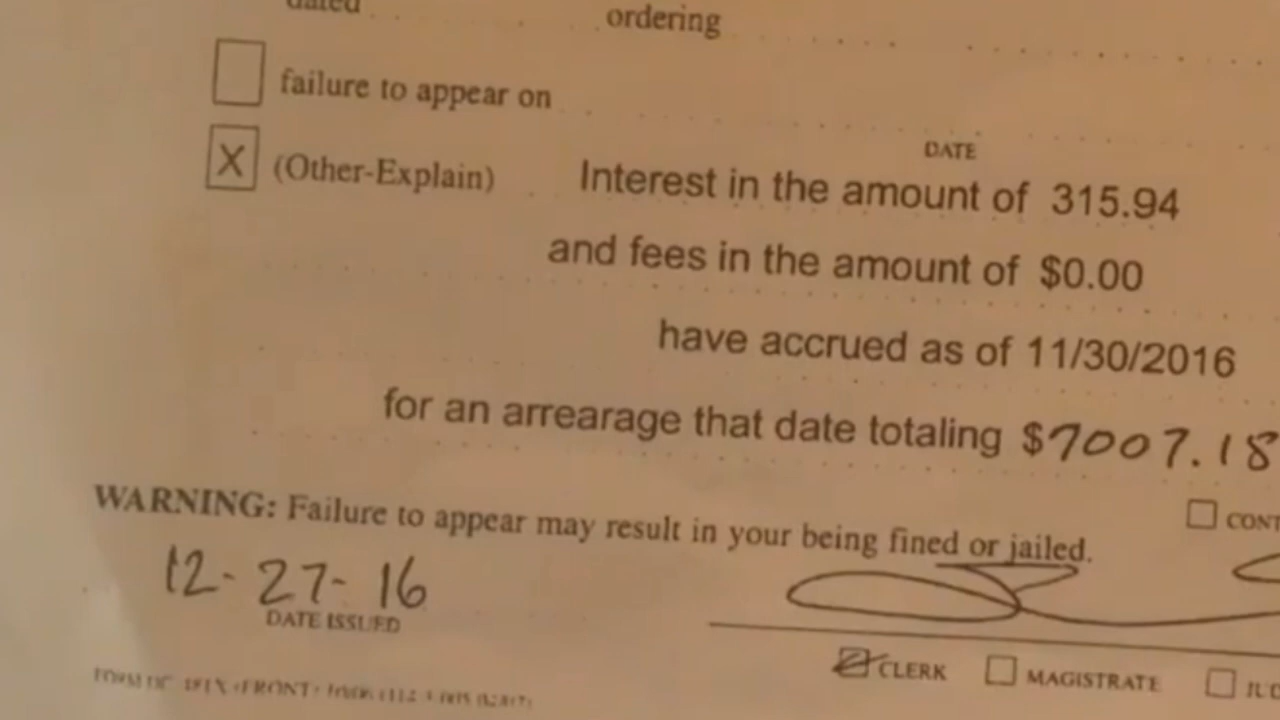 dated ordering
failure to appear on
DATE
X (Other-Explain) Interest in the amount of 315.94
and fees in the amount of $0.00
have accrued as of 11/30/2016
for an arrearage that date totaling $7007.18
WARNING: Failure to appear may result in your being fined or jailed.
12-27-16
DATE ISSUED
CLERK MAGISTRATE